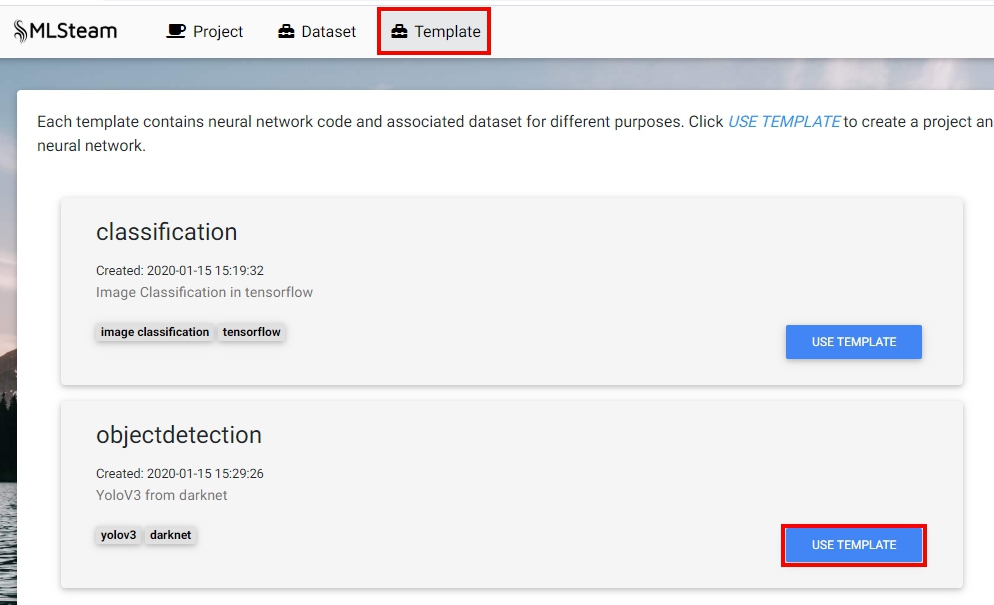 MLSteam Project Dataset Template
Each template contains neural network code and associated dataset for different purposes. Click USE TEMPLATE to create a project
neural network.
classification
Created: 2020-01-15 15:19:32
Image Classification in tensorflow
image classification tensorflow
USE TEMPLATE
objectdetection
Created: 2020-01-15 15:29:26
YoloV3 from darknet
yolov3 darknet
USE TEMPLATE